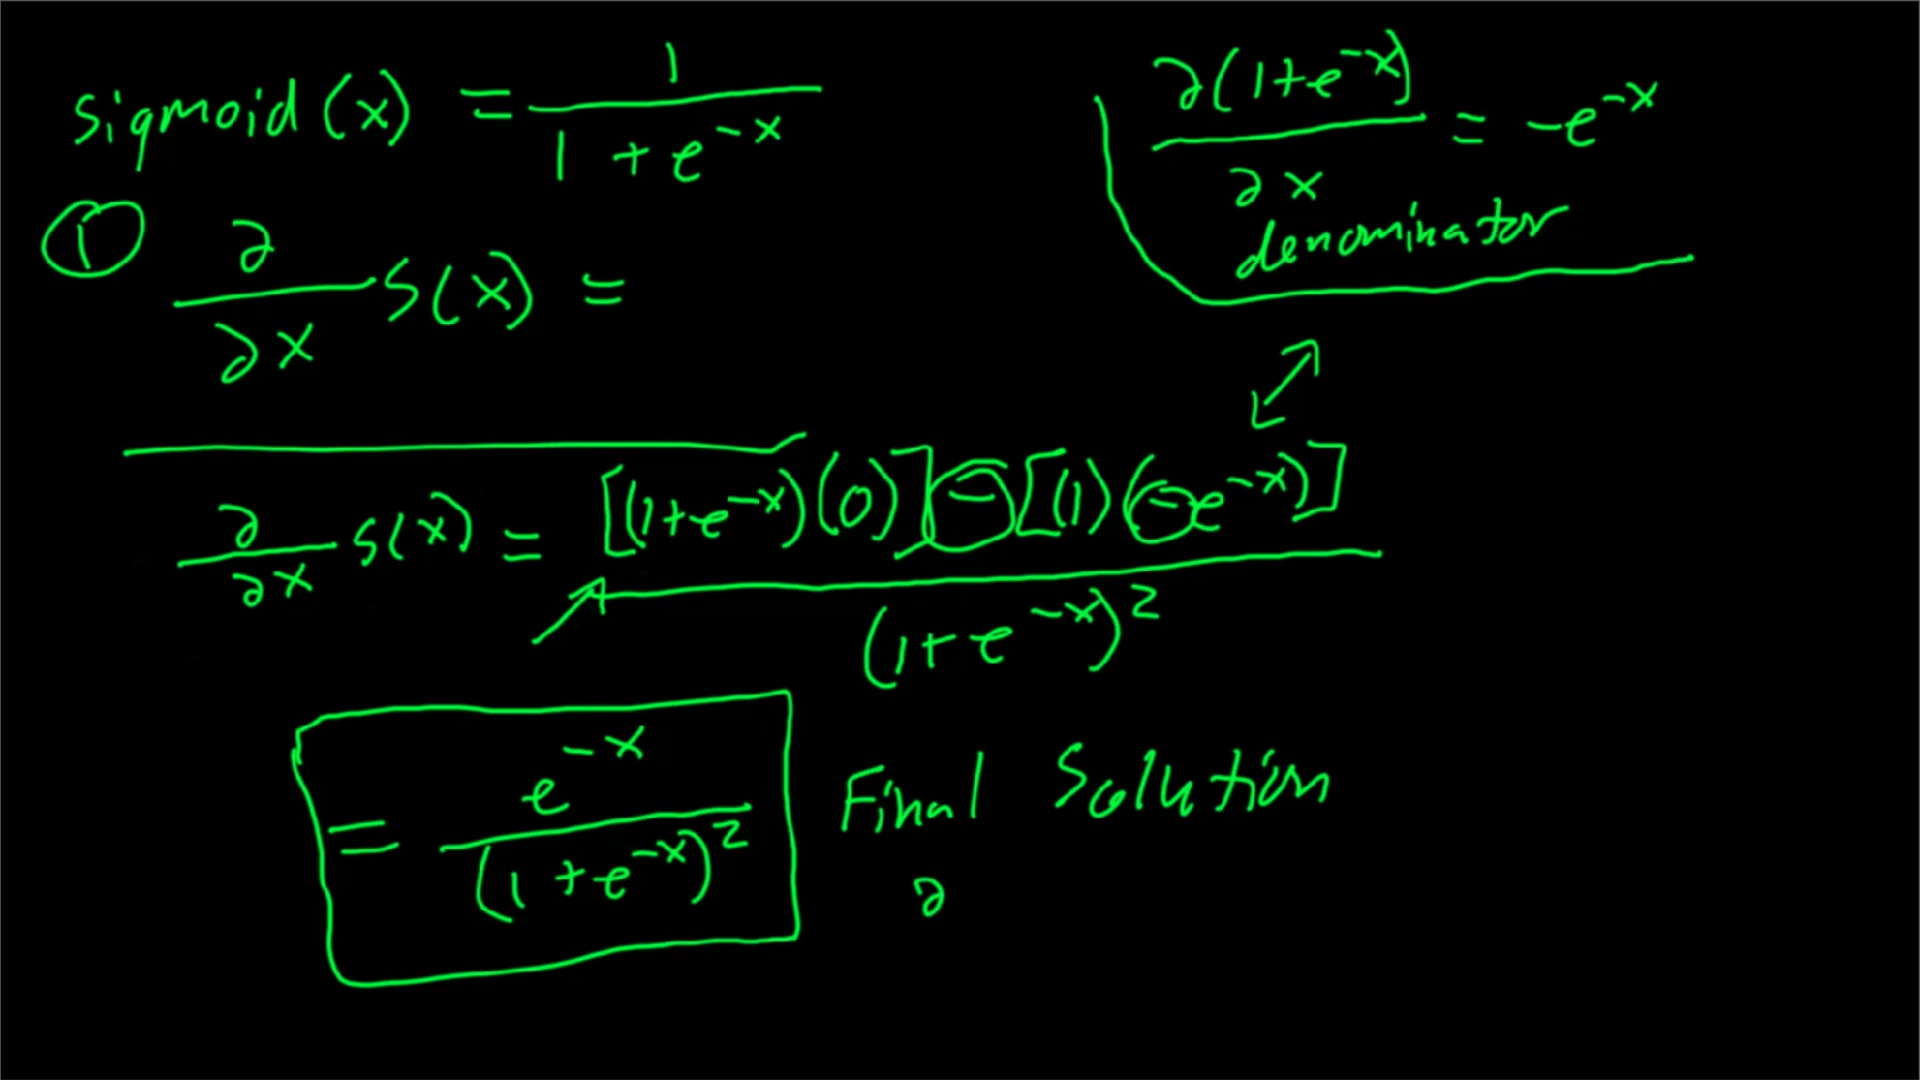 sigmoid(x) = 1 / (1 + e^-x)
∂(1+e^-x) / ∂x = -e^-x
denominator
① ∂/∂x s(x) =
∂/∂x s(x) = [(1+e^-x)(0)] - [(1)(-e^-x)] / (1+e^-x)^2
= e^-x / (1+e^-x)^2 Final Solution
∂